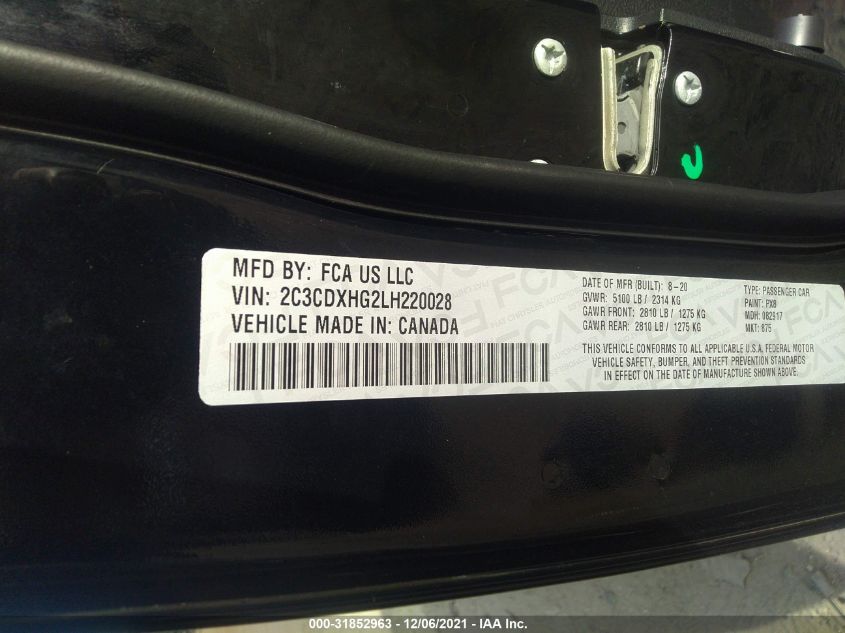 MFD BY: FCA US LLC
VIN: 2C3CDXHG2LH220028
VEHICLE MADE IN: CANADA
DATE OF MFR (BUILT): 8-20
GVWR: 5100 LB / 2314 KG
GAWR FRONT: 2810 LB / 1275 KG
GAWR REAR: 2810 LB / 1275 KG
TYPE: PASSENGER CAR
PAINT: PX8
MDH: 082917
MKT: 875
THIS VEHICLE CONFORMS TO ALL APPLICABLE U.S.A. FEDERAL MOTOR
VEHICLE SAFETY, BUMPER, AND THEFT PREVENTION STANDARDS
IN EFFECT ON THE DATE OF MANUFACTURE SHOWN ABOVE.
000-31852963 - 12/06/2021 - IAA Inc.